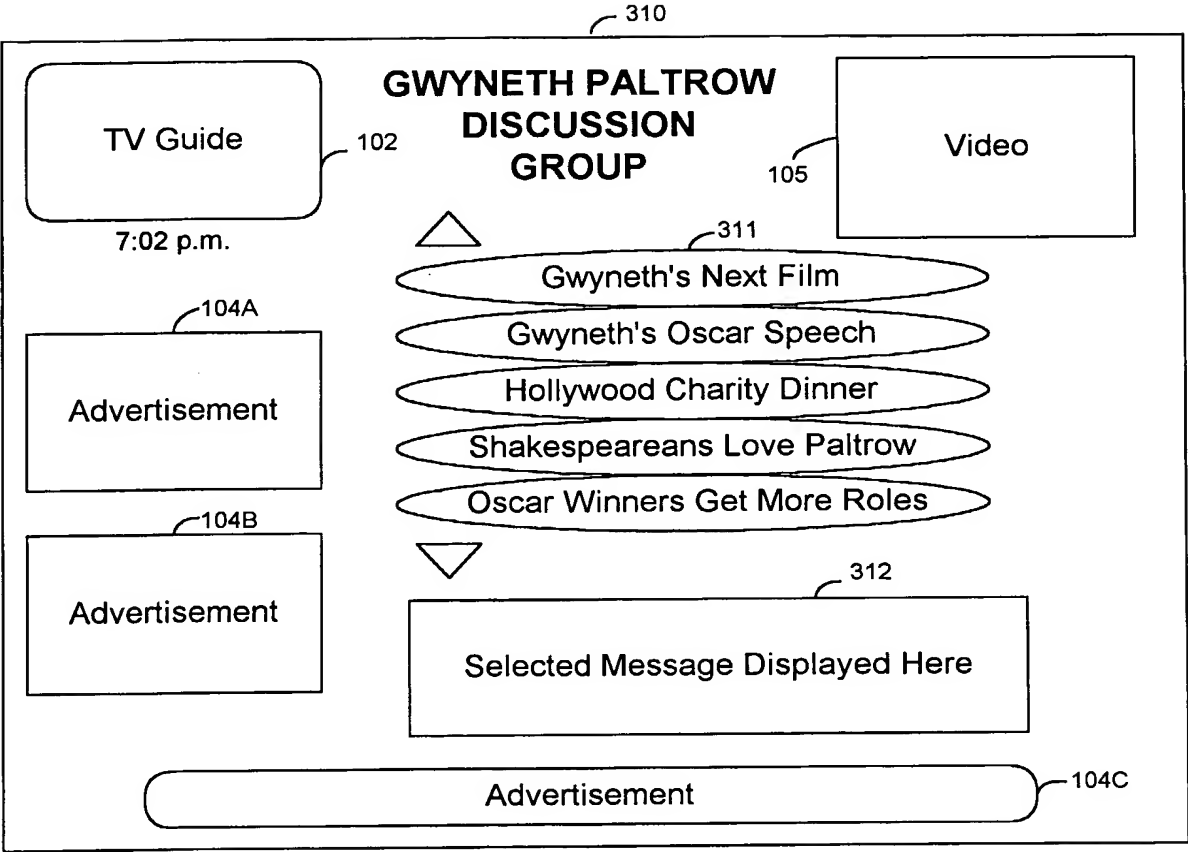 310
GWYNETH PALTROW
DISCUSSION
GROUP
TV Guide
102
105
Video
7:02 p.m.
311
Gwyneth's Next Film
Gwyneth's Oscar Speech
Hollywood Charity Dinner
Shakespeareans Love Paltrow
Oscar Winners Get More Roles
104A
Advertisement
104B
Advertisement
312
Selected Message Displayed Here
Advertisement
104C